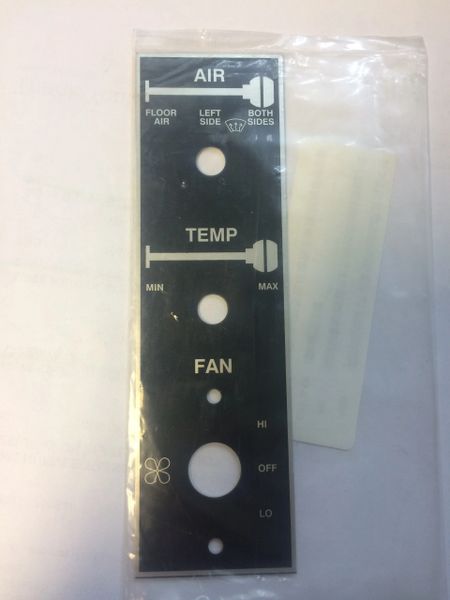 AIR
FLOOR AIR
LEFT SIDE
BOTH SIDES
TEMP
MIN MAX
FAN
HI
OFF
LO